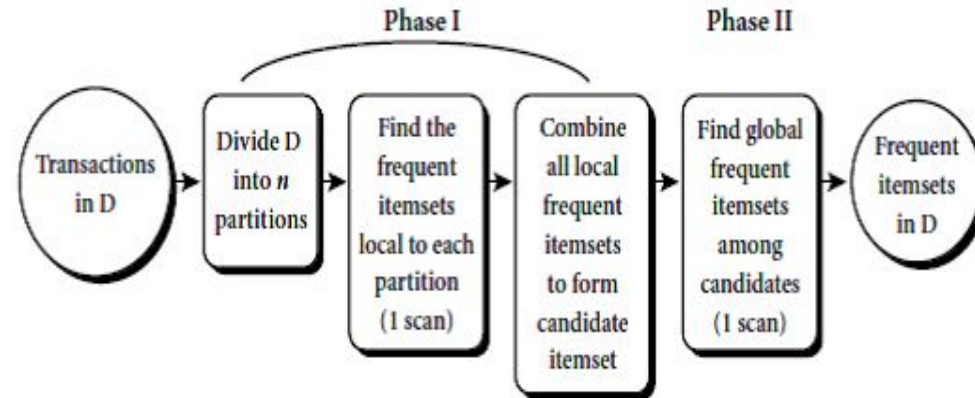 Phase I
Phase II
Transactions
in D
Divide D
into n
partitions
Find the
frequent
itemsets
local to each
partition
(1 scan)
Combine
all local
frequent
itemsets
to form
candidate
itemset
Find global
frequent
itemsets
among
candidates
(1 scan)
Frequent
itemsets
in D